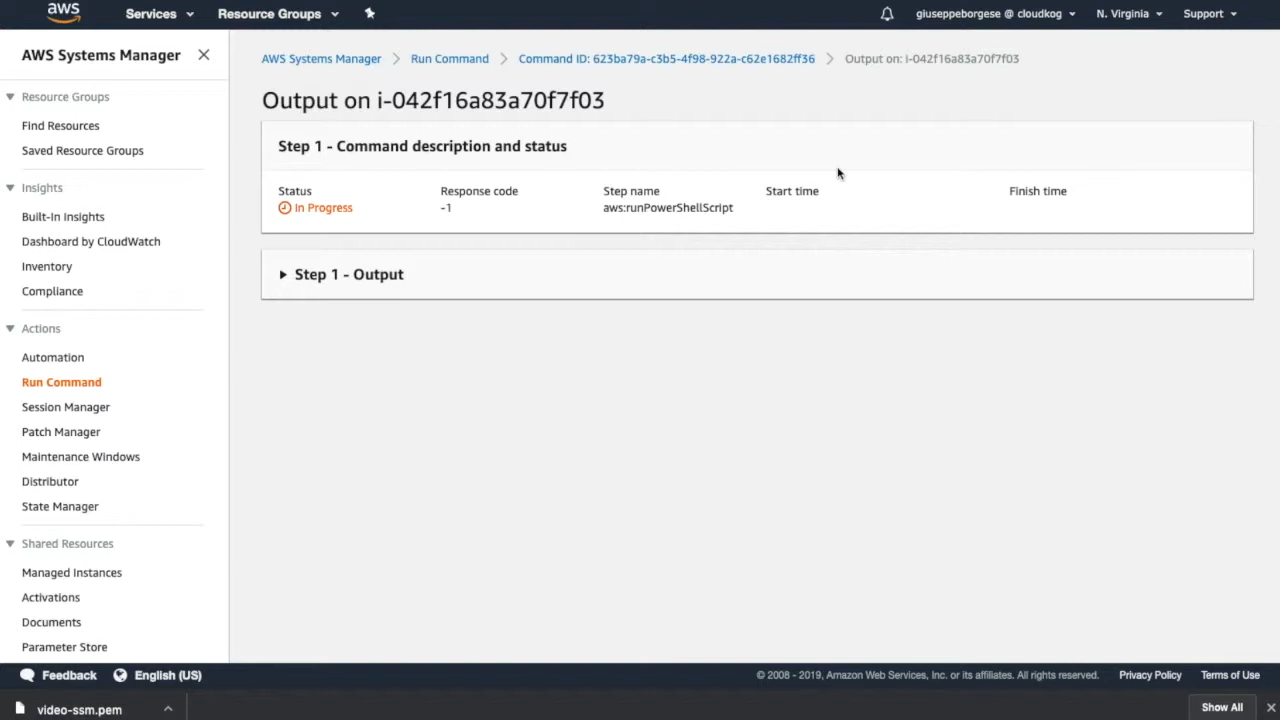 aws
Services
Resource Groups
giuseppeborgese @ cloudkog
N. Virginia
Support
AWS Systems Manager
Resource Groups
Find Resources
Saved Resource Groups
Insights
Built-In Insights
Dashboard by CloudWatch
Inventory
Compliance
Actions
Automation
Run Command
Session Manager
Patch Manager
Maintenance Windows
Distributor
State Manager
Shared Resources
Managed Instances
Activations
Documents
Parameter Store
AWS Systems Manager > Run Command > Command ID: 623ba79a-c3b5-4f98-922a-c62e1682ff36 > Output on: i-042f16a83a70f7f03
Output on i-042f16a83a70f7f03
Step 1 - Command description and status
Status Response code Step name Start time Finish time
In Progress -1 aws:runPowerShellScript
Step 1 - Output
Feedback English (US) © 2008 - 2019, Amazon Web Services, Inc. or its affiliates. All rights reserved. Privacy Policy Terms of Use
video-ssm.pem Show All